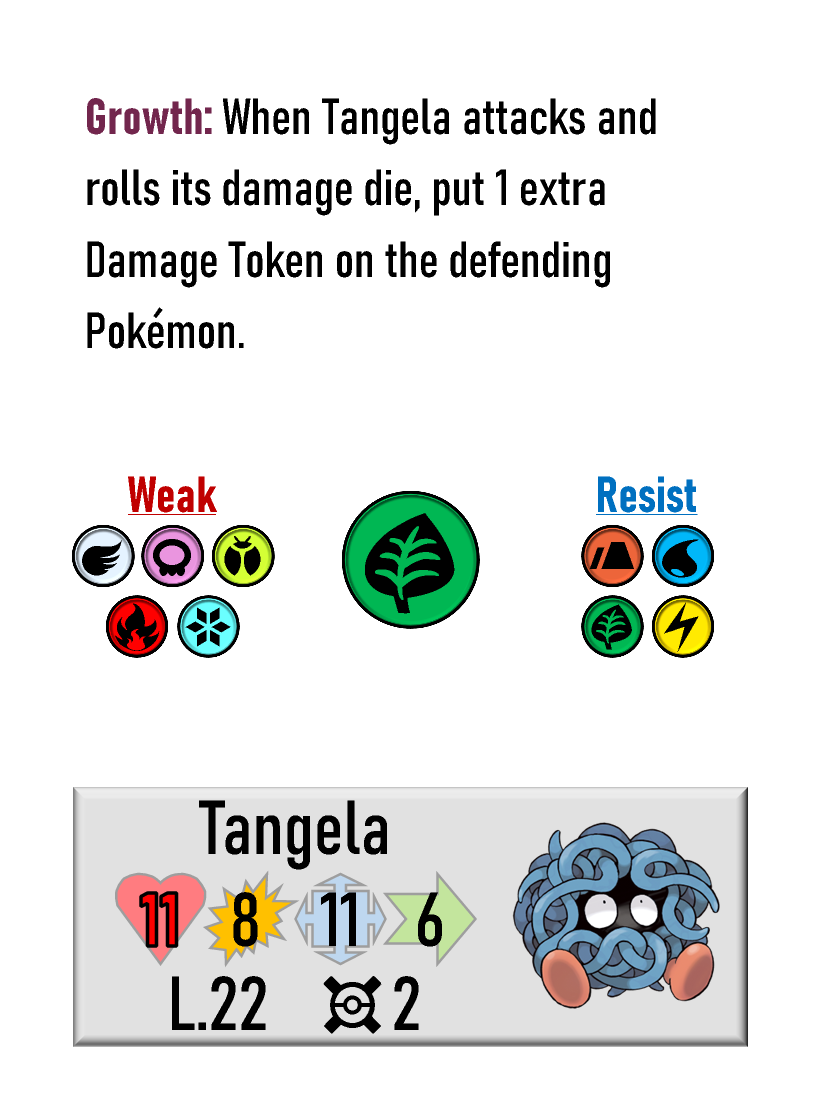 Growth: When Tangela attacks and
rolls its damage die, put 1 extra
Damage Token on the defending
Pokémon.
Weak
Resist
Tangela
11 8 11 6
L.22 2